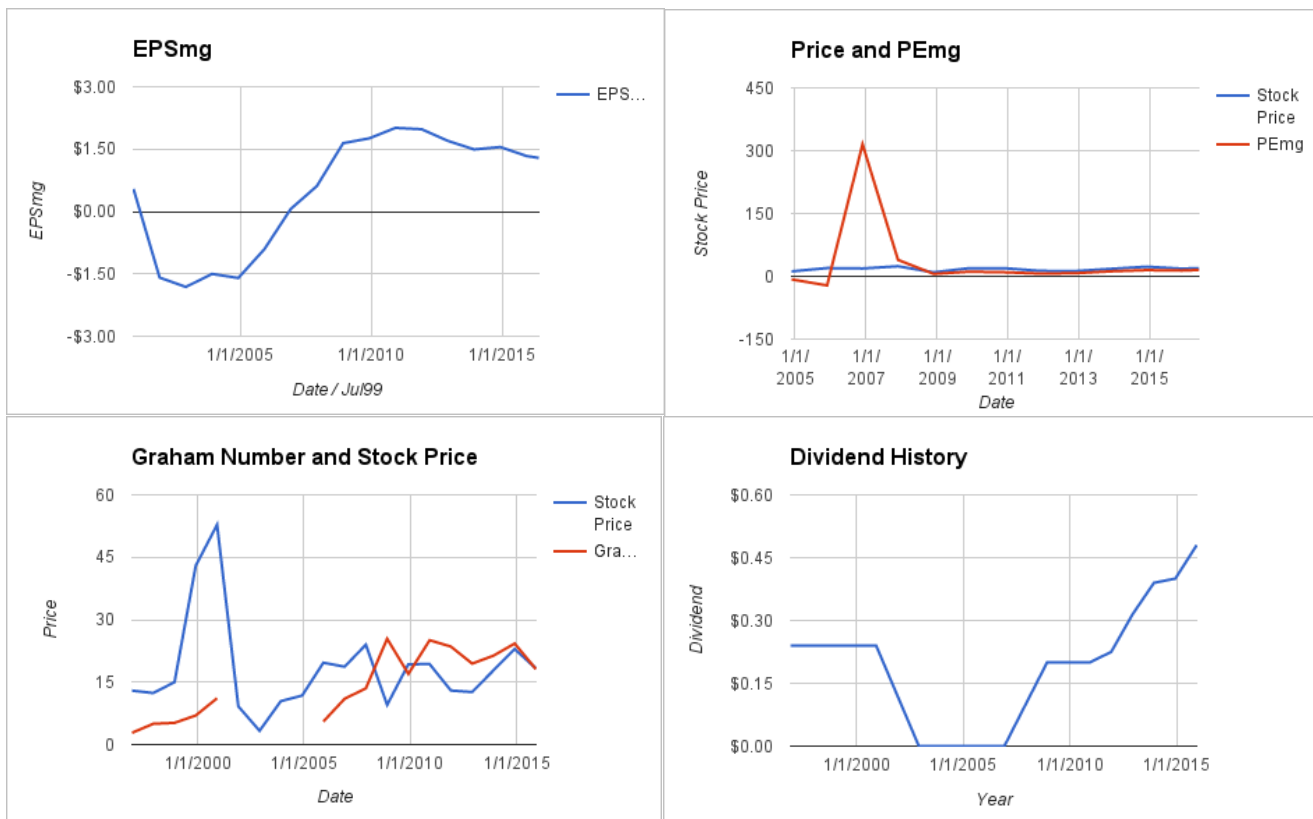 EPSmg
$3.00
$1.50
$0.00
-$1.50
-$3.00
EPSmg
1/1/2005
1/1/2010
1/1/2015
Date / Jul99
EPS…
Price and PEmg
450
300
150
0
-150
Stock Price
1/1/
2005
1/1/
2007
1/1/
2009
1/1/
2011
1/1/
2013
1/1/
2015
Date
Stock
Price
PEmg
Graham Number and Stock Price
60
45
30
15
0
Price
1/1/2000
1/1/2005
1/1/2010
1/1/2015
Date
Stock
Price
Gra…
Dividend History
$0.60
$0.45
$0.30
$0.15
$0.00
Dividend
1/1/2000
1/1/2005
1/1/2010
1/1/2015
Year